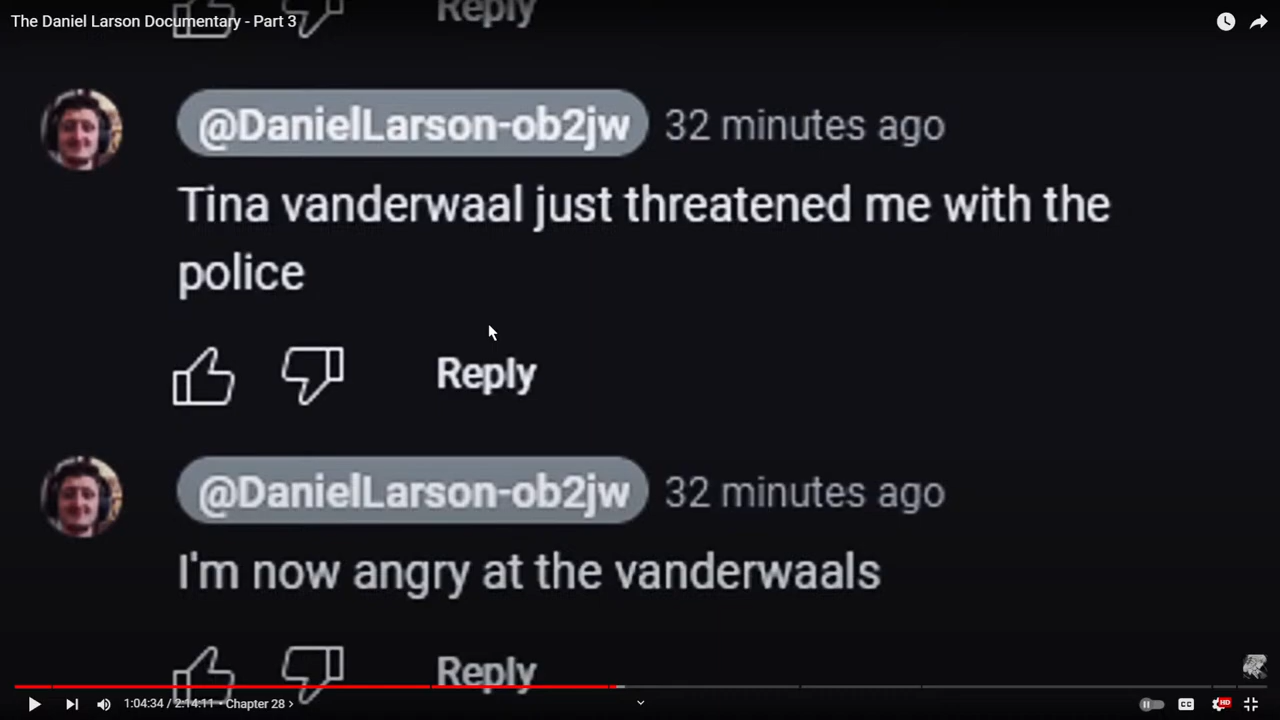 The Daniel Larson Documentary - Part 3
Reply
@DanielLarson-ob2jw 32 minutes ago
Tina vanderwaal just threatened me with the
police
Reply
@DanielLarson-ob2jw 32 minutes ago
I'm now angry at the vanderwaals
Reply
1:04:34 / 2:14:11 • Chapter 28 ›
CC
HD